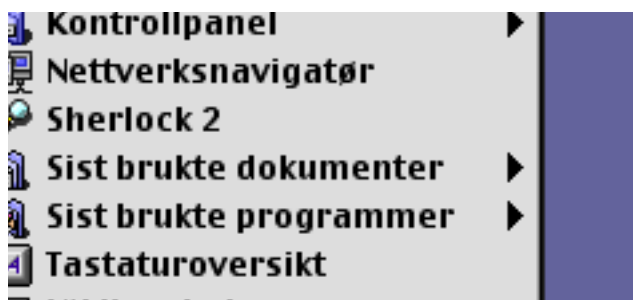 Kontrollpanel
Nettverksnavigatør
Sherlock 2
Sist brukte dokumenter
Sist brukte programmer
Tastaturoversikt